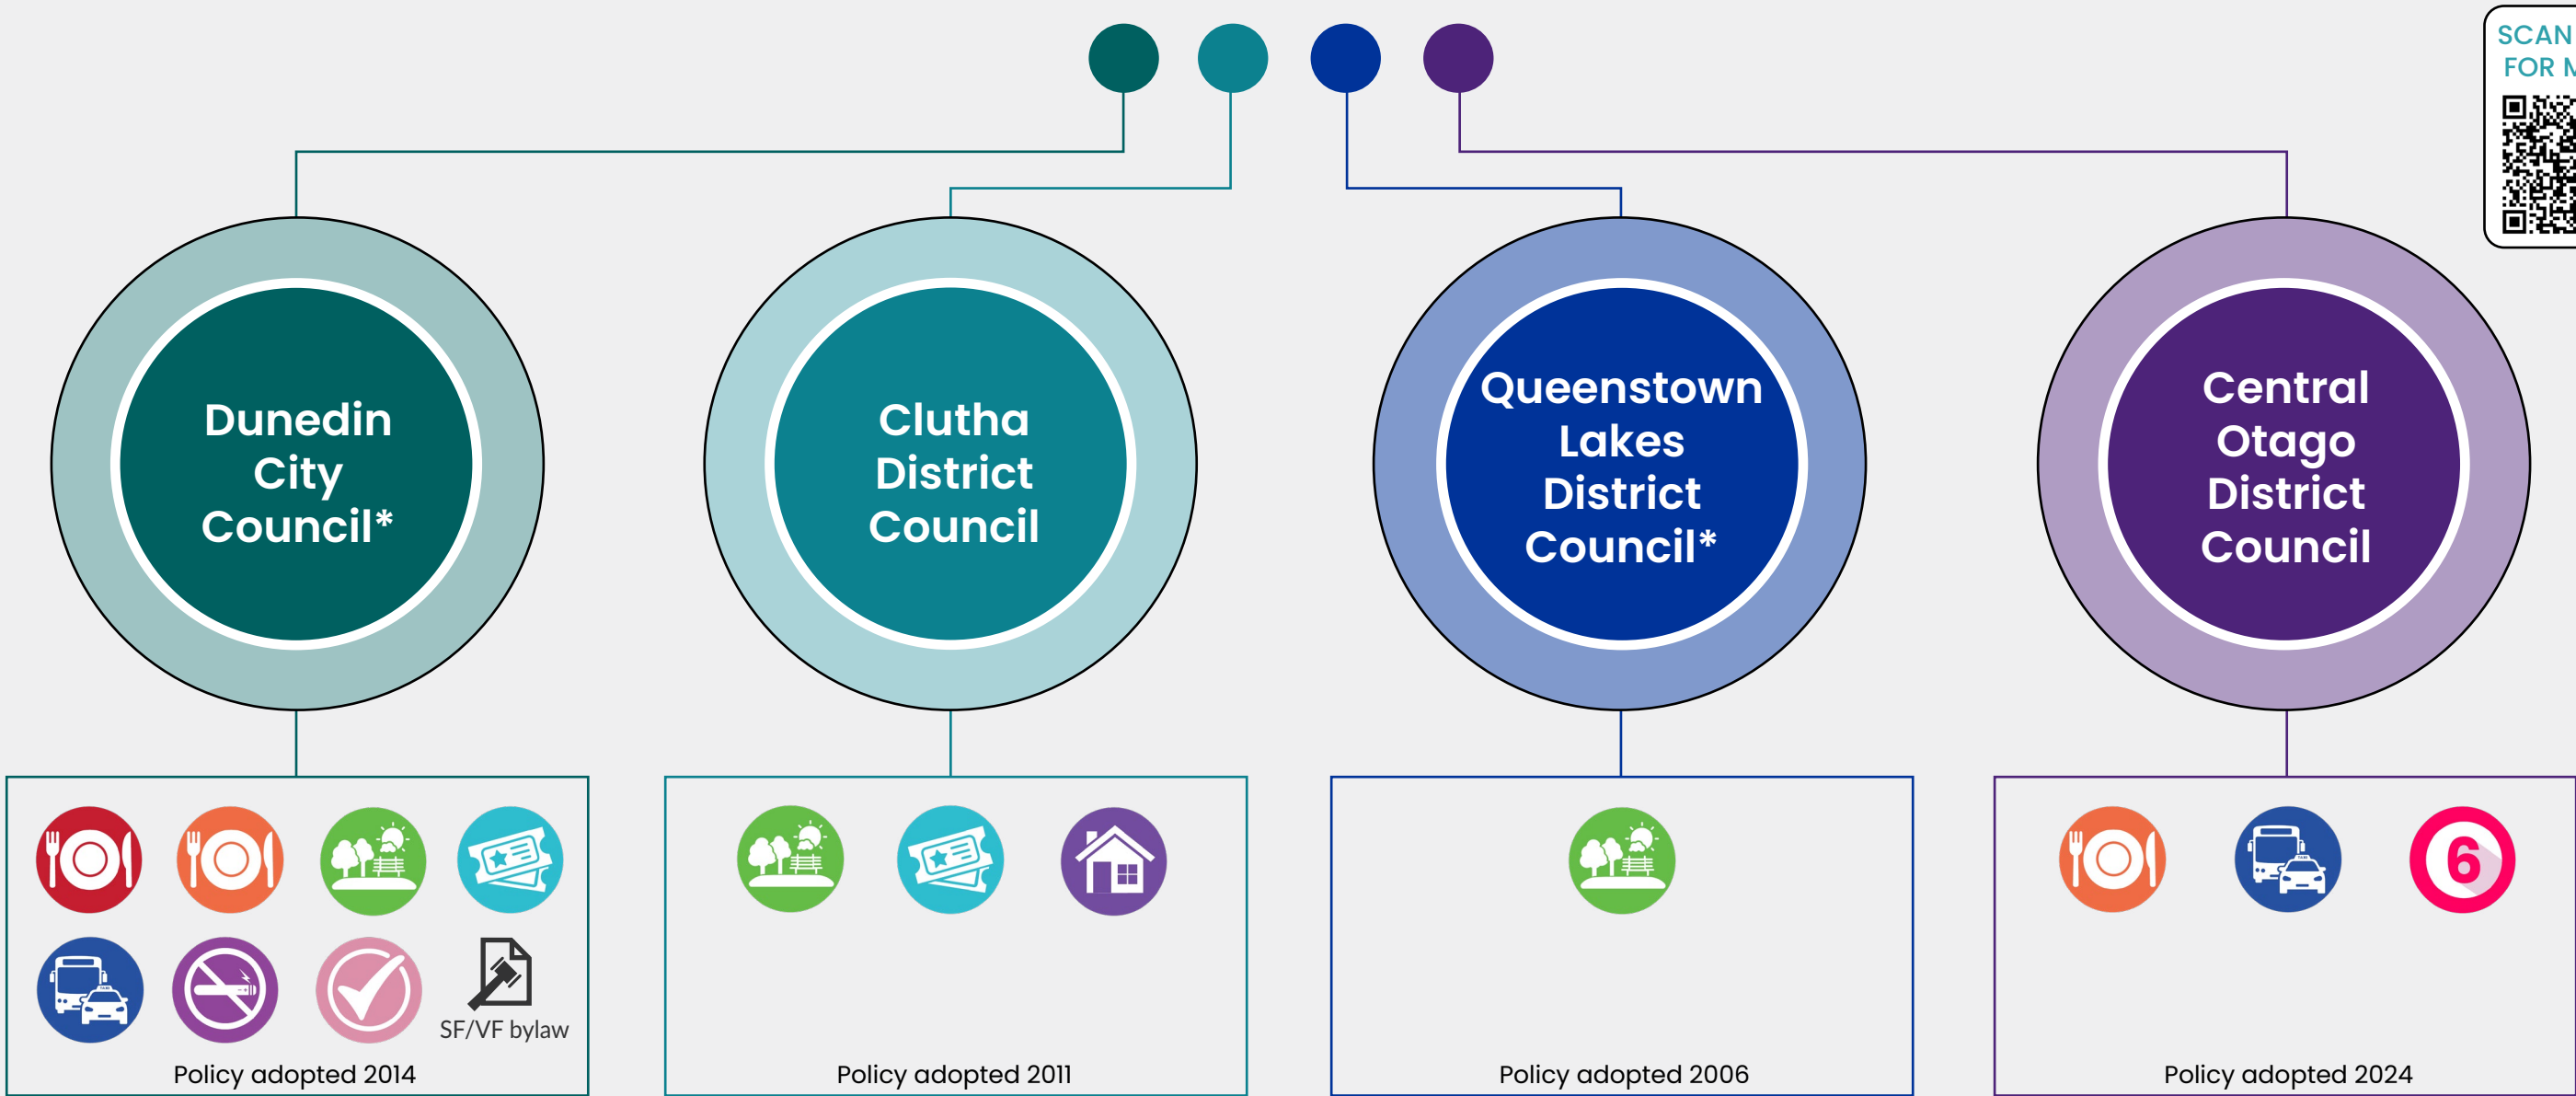 SCAN
FOR M
Dunedin
City
Council*
Clutha
District
Council
Queenstown
Lakes
District
Council*
Central
Otago
District
Council
6
SF/VF bylaw
Policy adopted 2014
Policy adopted 2011
Policy adopted 2006
Policy adopted 2024